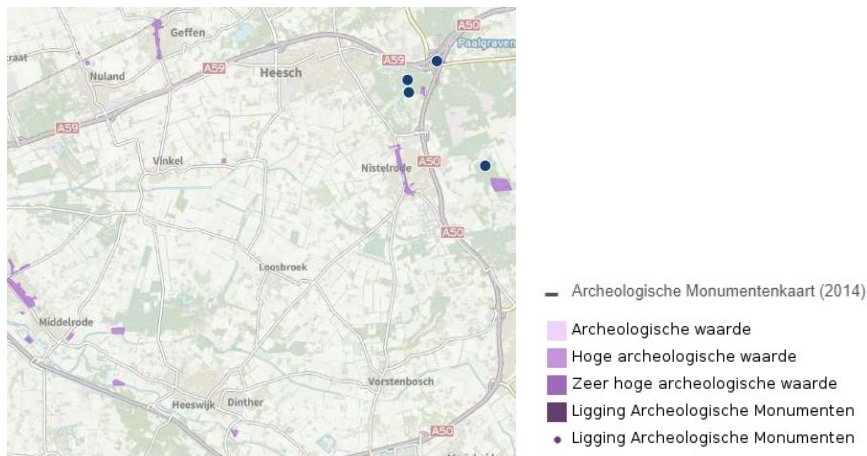 A50
Geffen
Paalgraven
raat
A59
Heesch
A59
Nuland
A59
Vinkel
Nistelrode
A50
A50
Loosbroek
Middelrode
Vorstenbosch
Heeswijk
Dinther
A50
Archeologische Monumentenkaart (2014)
Archeologische waarde
Hoge archeologische waarde
Zeer hoge archeologische waarde
Ligging Archeologische Monumenten
Ligging Archeologische Monumenten